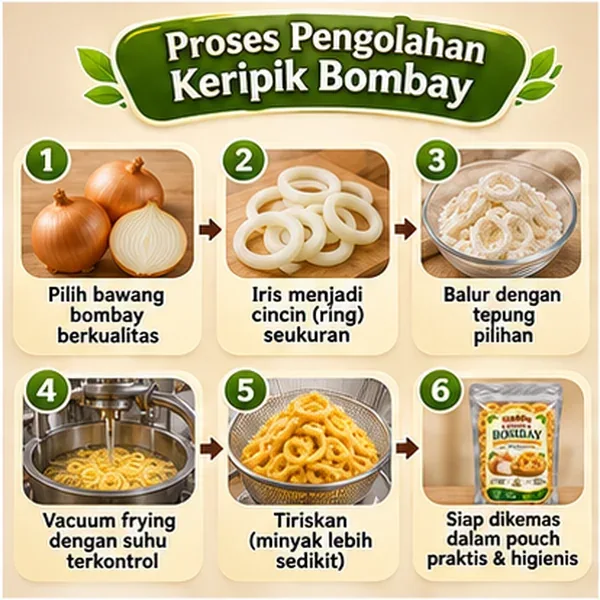 Proses Pengolahan
Keripik Bombay
1
2
3
Pilih bawang
bombay
berkualitas
Iris menjadi
cincin (ring)
seukuran
Balur dengan
tepung
pilihan
4
5
6
BOMBAY
Vacuum frying
dengan suhu
terkontrol
Tiriskan
(minyak lebih
sedikit)
Siap dikemas
dalam pouch
praktis & higienis